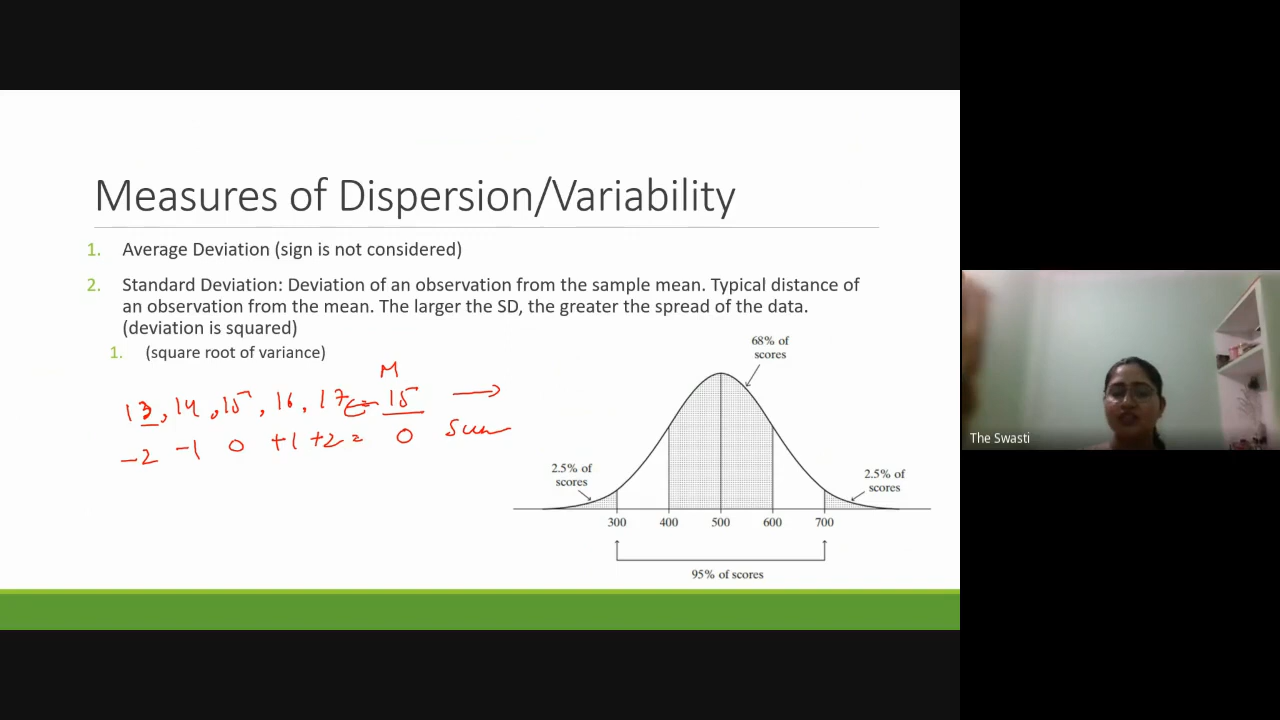 Measures of Dispersion/Variability
1. Average Deviation (sign is not considered)
2. Standard Deviation: Deviation of an observation from the sample mean. Typical distance of
an observation from the mean. The larger the SD, the greater the spread of the data.
(deviation is squared)
1. (square root of variance)
M
13, 14, 15, 16, 17 = 15
-2 -1 0 +1 +2 = 0 Sum
68% of
scores
2.5% of
scores
2.5% of
scores
300 400 500 600 700
95% of scores
The Swasti